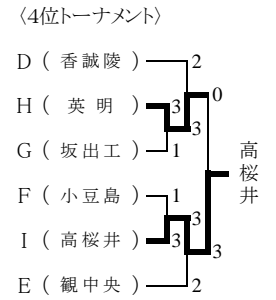 〈4位トーナメント〉
D ( 香誠陵 ) 2
0
H ( 英明 ) 3
3
G ( 坂出工 ) 1
高桜井
F ( 小豆島 ) 1
3
I ( 高桜井 ) 3
3
E ( 観中央 ) 2